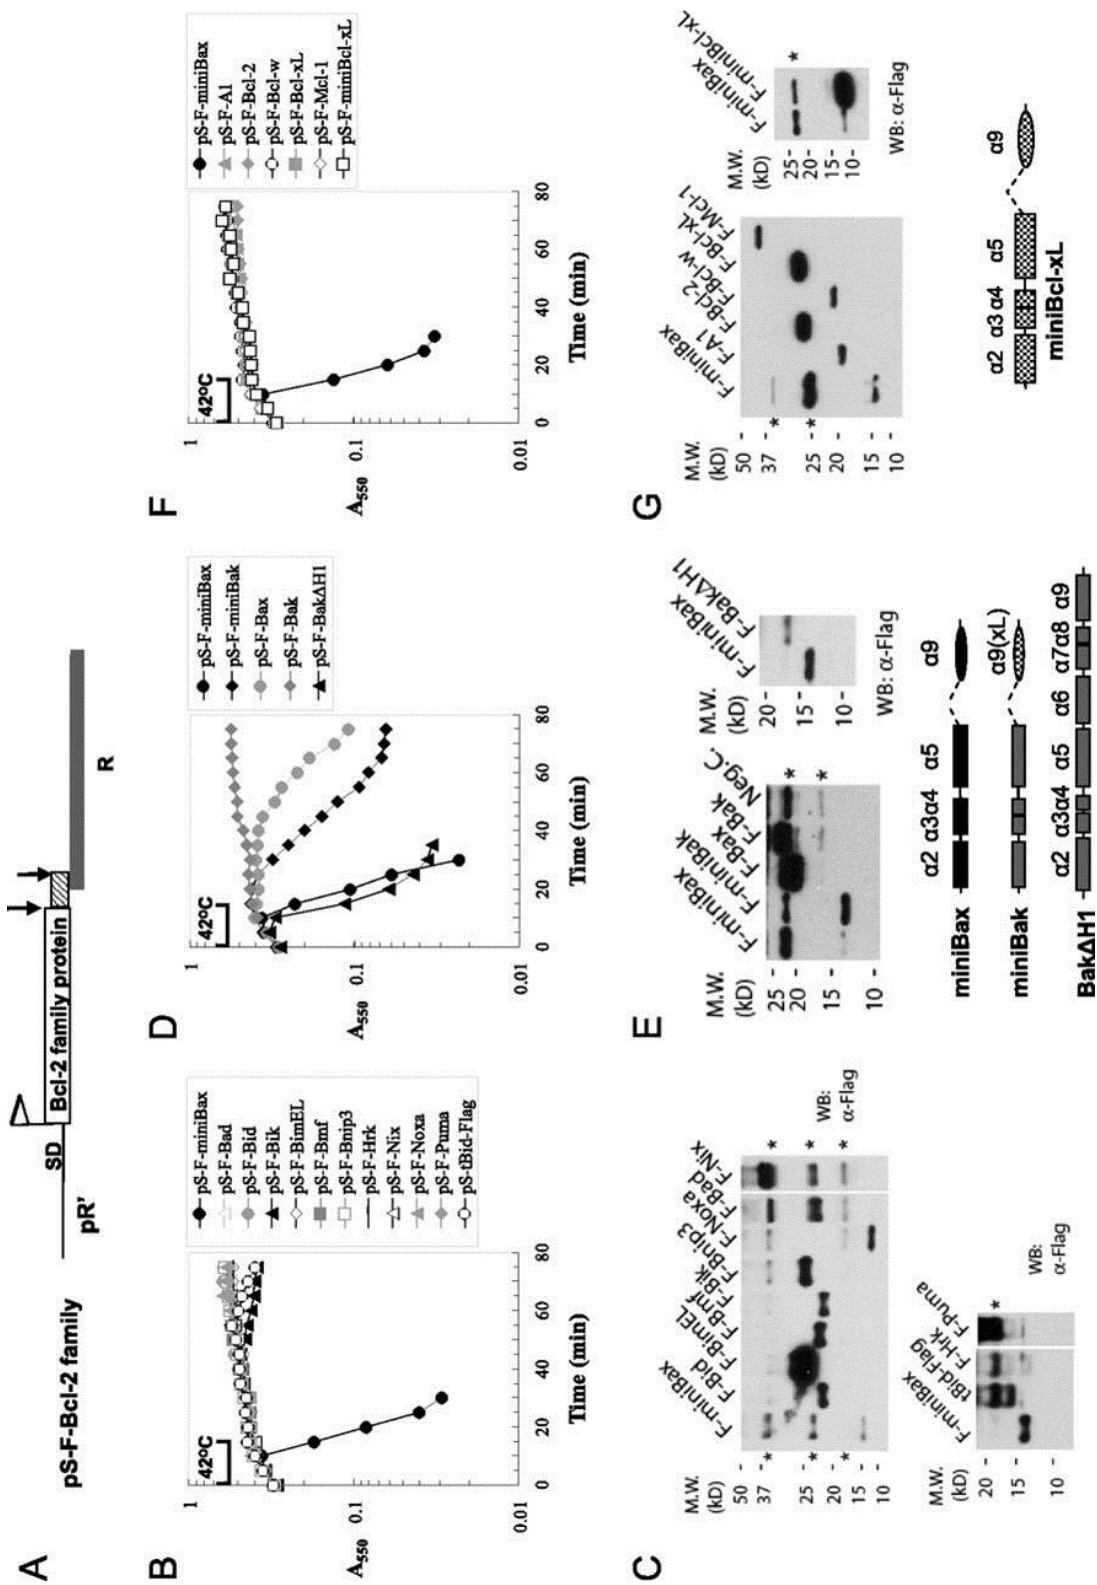 A
pS-F-Bcl-2 family
SD
Bcl-2 family protein
pR'
R
B
42°C
1
0.1
0.01
A550
0 20 40 60 80
Time (min)
pS-F-miniBax
pS-F-Bad
pS-F-Bid
pS-F-Bik
pS-F-BimEL
pS-F-Bmf
pS-F-Bnip3
pS-F-Hrk
pS-F-Nix
pS-F-Noxa
pS-F-Puma
pS-tBid-Flag
D
42°C
1
0.1
0.01
A550
0 20 40 60 80
Time (min)
pS-F-miniBax
pS-F-miniBak
pS-F-Bax
pS-F-Bak
pS-F-BakΔH1
F
42°C
1
0.1
0.01
A550
0 20 40 60 80
Time (min)
pS-F-miniBax
pS-F-A1
pS-F-Bcl-2
pS-F-Bcl-w
pS-F-Bcl-xL
pS-F-Mcl-1
pS-F-miniBcl-xL
C
M.W.
(kD)
50 -
37 -
25 -
20 -
15 -
10 -
F-miniBax
F-Bid
F-BimEL
F-Bmf
F-Bik
F-Bnip3
F-Noxa
F-Bad
F-Nix
*
*
*
*
*
*
WB:
α-Flag
M.W.
(kD)
20 -
15 -
10 -
F-miniBax
tBid-Flag
F-Hrk
F-Puma
*
WB:
α-Flag
E
M.W.
(kD)
25 -
20 -
15 -
10 -
F-miniBax
F-miniBak
F-Bax
F-Bak
Neg.C.
*
*
M.W.
(kD)
20 -
15 -
10 -
F-miniBax
F-BakΔH1
WB: α-Flag
α2 α3α4 α5 α9
miniBax
α9(xL)
miniBak
α2 α3α4 α5 α6 α7α8 α9
BakΔH1
G
M.W.
(kD)
50 -
37 -
25 -
20 -
15 -
10 -
F-miniBax
F-A1
F-Bcl-2
F-Bcl-w
F-Bcl-xL
F-Mcl-1
*
*
M.W.
(kD)
25 -
20 -
15 -
10 -
F-miniBax
F-miniBcl-xL
*
WB: α-Flag
α2 α3 α4 α5 α9
miniBcl-xL